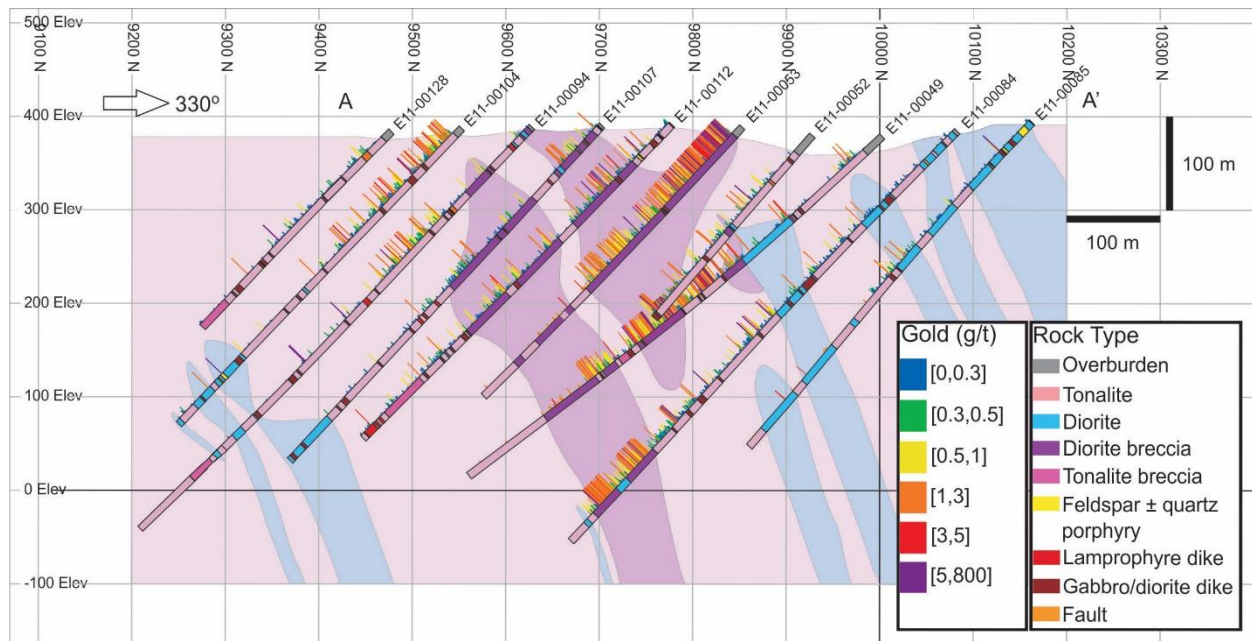 500 Elev
400 Elev
300 Elev
200 Elev
100 Elev
0 Elev
-100 Elev
9100 N
9200 N
9300 N
9400 N
9500 N
9600 N
9700 N
9800 N
9900 N
10000 N
10100 N
10200 N
10300 N
330º
A
A'
E11-00128
E11-00104
E11-00094
E11-00107
E11-00112
E11-00053
E11-00052
E11-00049
E11-00084
E11-00085
100 m
100 m
Gold (g/t)
[0,0.3]
[0.3,0.5]
[0.5,1]
[1,3]
[3,5]
[5,800]
Rock Type
Overburden
Tonalite
Diorite
Diorite breccia
Tonalite breccia
Feldspar ± quartz
porphyry
Lamprophyre dike
Gabbro/diorite dike
Fault